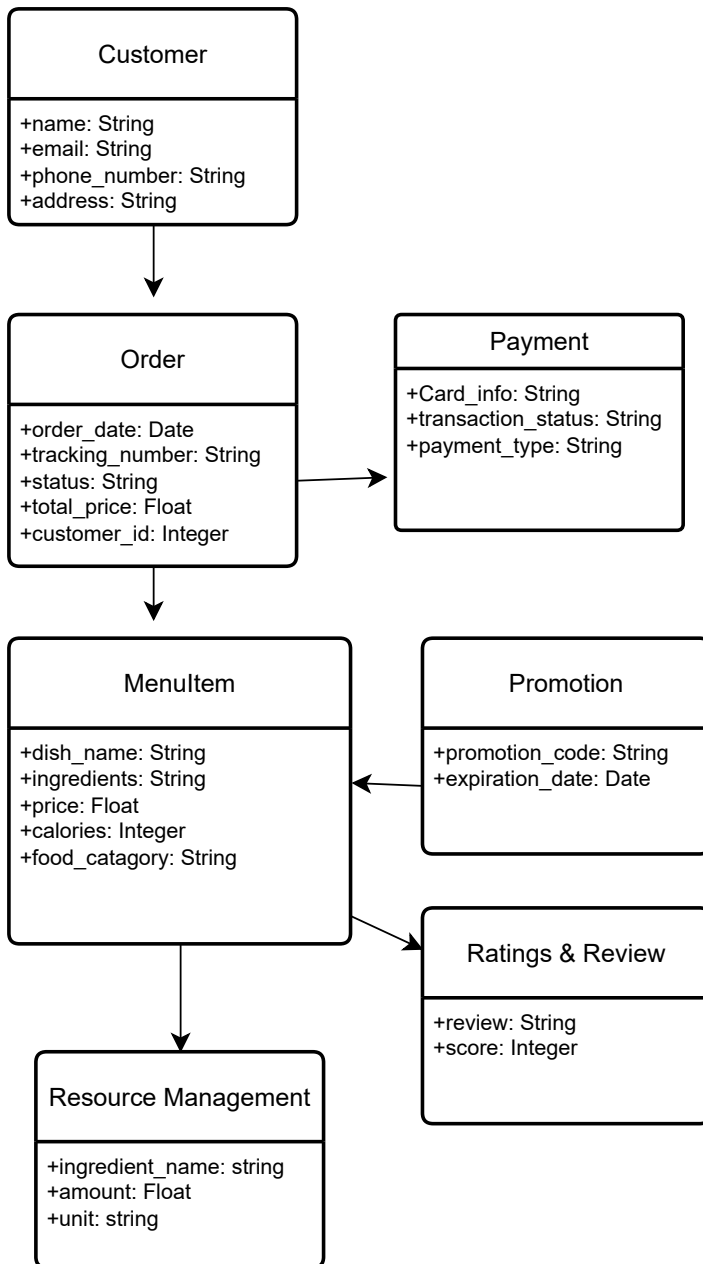 Customer
+name: String
+email: String
+phone_number: String
+address: String
Order
+order_date: Date
+tracking_number: String
+status: String
+total_price: Float
+customer_id: Integer
Payment
+Card_info: String
+transaction_status: String
+payment_type: String
MenuItem
+dish_name: String
+ingredients: String
+price: Float
+calories: Integer
+food_catagory: String
Promotion
+promotion_code: String
+expiration_date: Date
Ratings & Review
+review: String
+score: Integer
Resource Management
+ingredient_name: string
+amount: Float
+unit: string